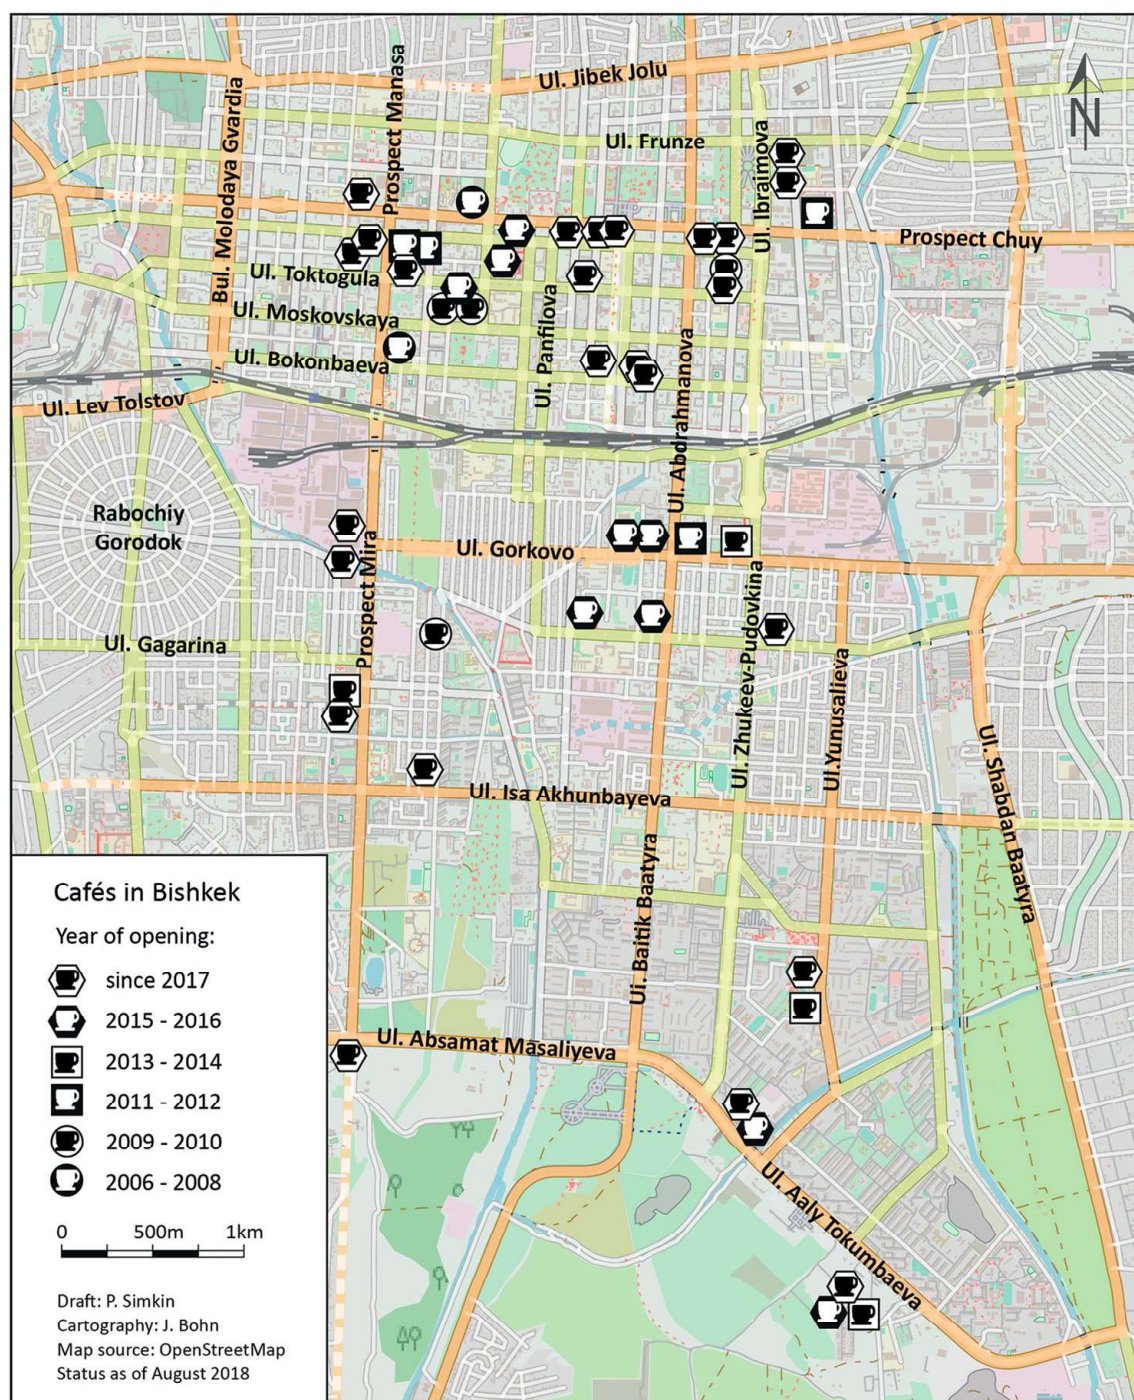 Ul. Jibek Jolu
Prospect Manasa
Bul. Molodaya Gvardia
Ul. Frunze
Ul. Ibraimova
N
Prospect Chuy
Ul. Toktogula
Ul. Moskovskaya
Ul. Bokonbaeva
Ul. Panfilova
Ul. Abdrahmanova
Ul. Lev Tolstov
Rabochiy
Gorodok
Ul. Gorkovo
Prospect Mira
Ul. Gagarina
Ul. Zhukeev-Pudovkina
Ul.Yunusalieva
Ul. Shabdan Baatyra
Ul. Isa Akhunbayeva
Ul. Baitik Baatyra
Ul. Absamat Masaliyeva
Ul. Aaly Tokumbaeva
Cafés in Bishkek
Year of opening:
since 2017
2015 - 2016
2013 - 2014
2011 - 2012
2009 - 2010
2006 - 2008
0 500m 1km
Draft: P. Simkin
Cartography: J. Bohn
Map source: OpenStreetMap
Status as of August 2018